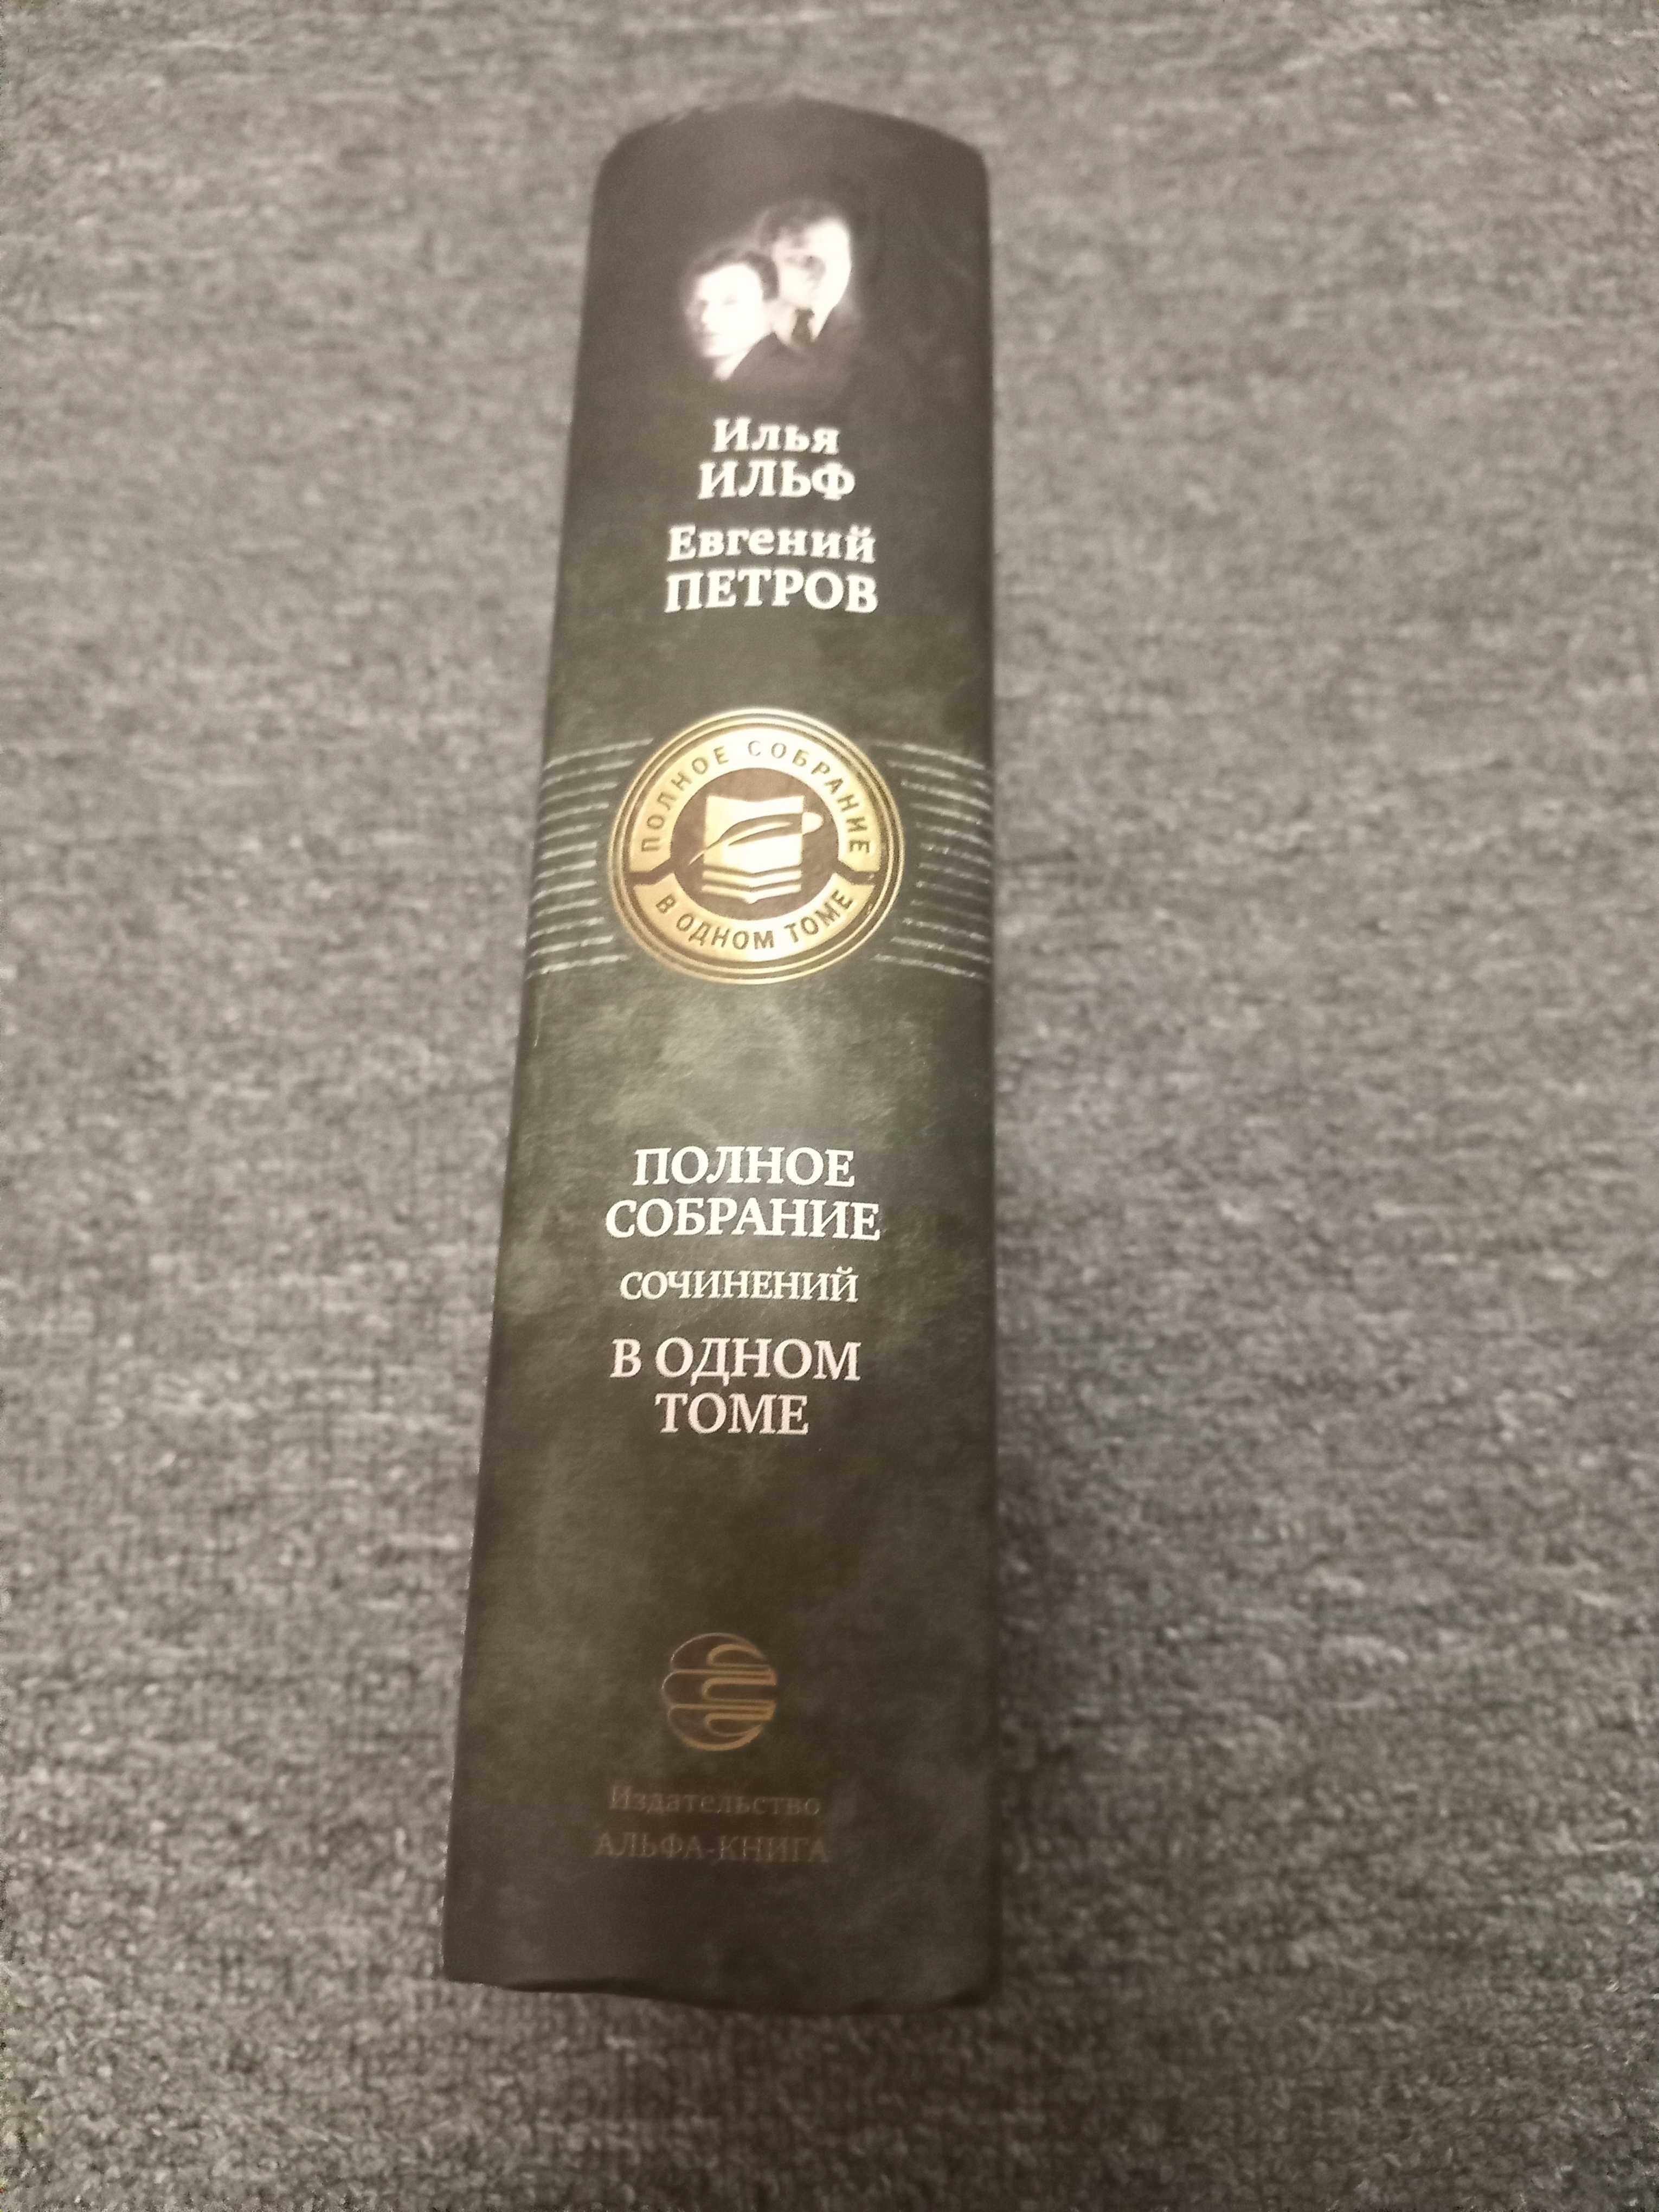 Илья
ИЛЬФ
Евгений
ПЕТРОВ
ПОЛНОЕ СОБРАНИЕ
В ОДНОМ ТОМЕ
ПОЛНОЕ
СОБРАНИЕ
СОЧИНЕНИЙ
В ОДНОМ
ТОМЕ
Издательство
АЛЬФА-КНИГА